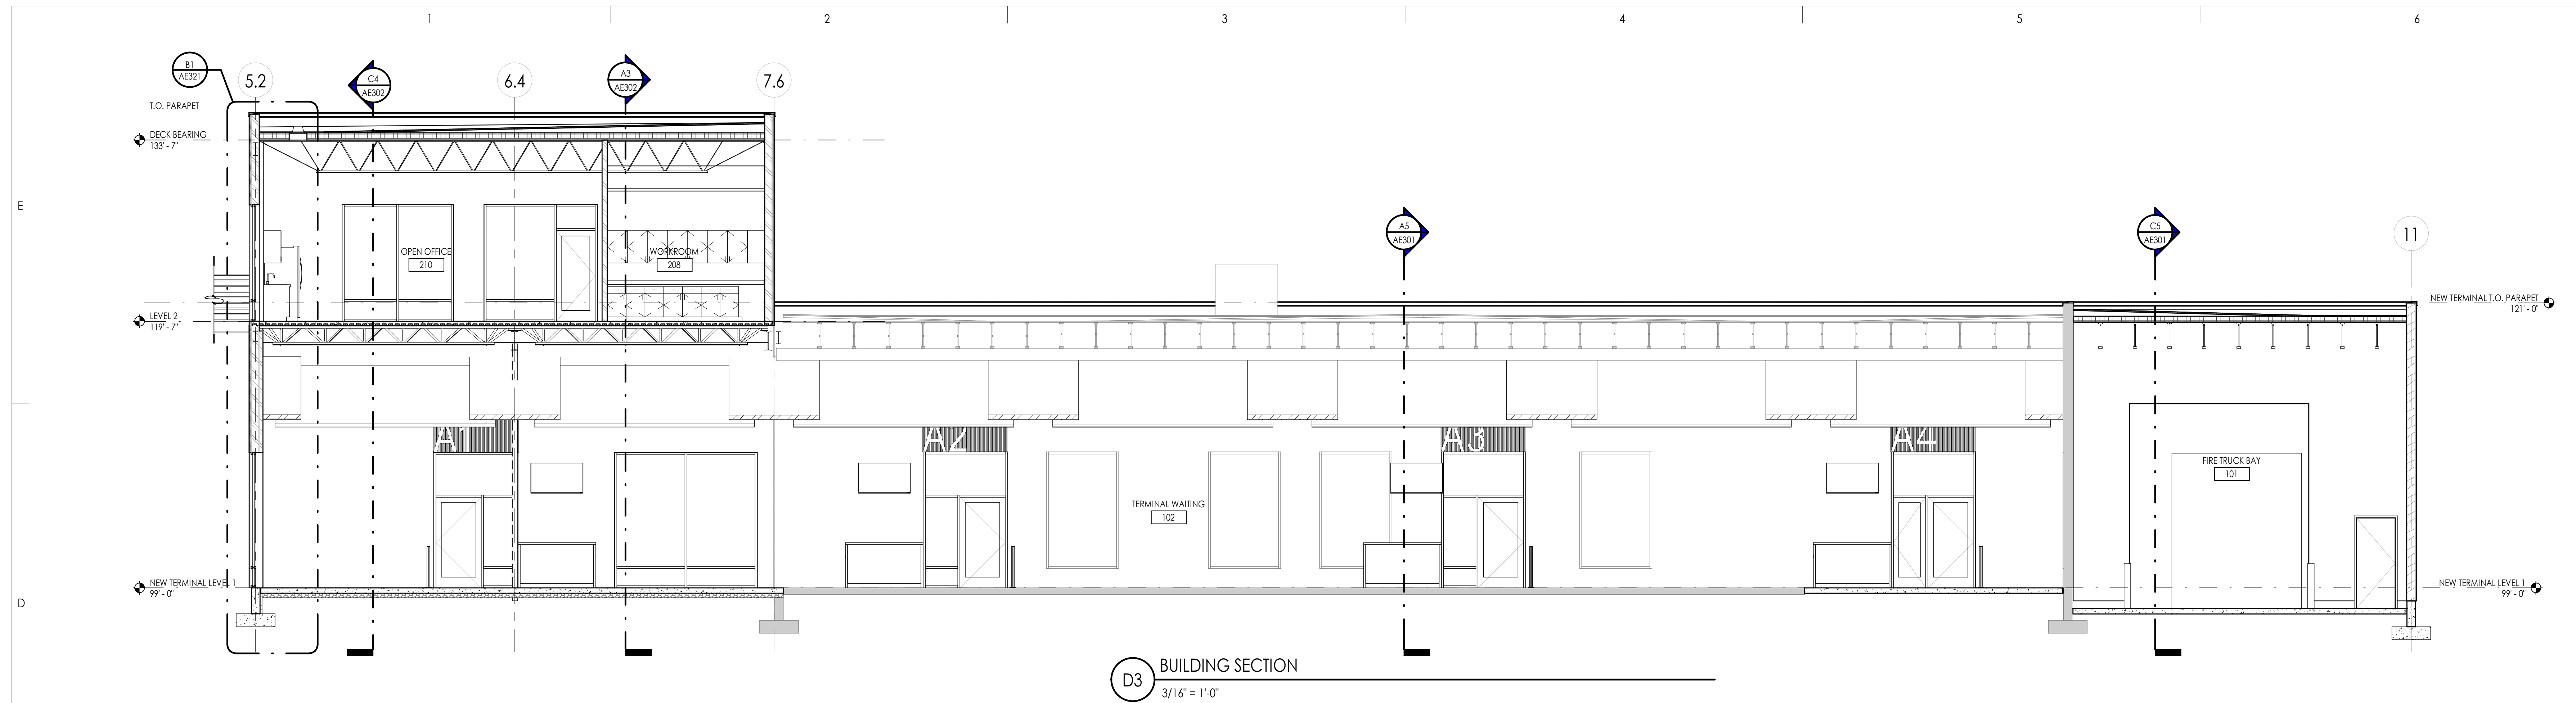 1
2
3
4
5
6
B1
AE321
5.2
C4
AE302
6.4
A3
AE302
7.6
T.O. PARAPET
DECK BEARING
133' - 7"
E
A5
AE301
C5
AE301
11
OPEN OFFICE
210
WORKROOM
208
NEW TERMINAL T.O. PARAPET
121' - 0"
LEVEL 2
119' - 7"
A1
A2
A3
A4
FIRE TRUCK BAY
101
TERMINAL WAITING
102
NEW TERMINAL LEVEL 1
99' - 0"
NEW TERMINAL LEVEL 1
99' - 0"
D
D3
BUILDING SECTION
3/16" = 1'-0"